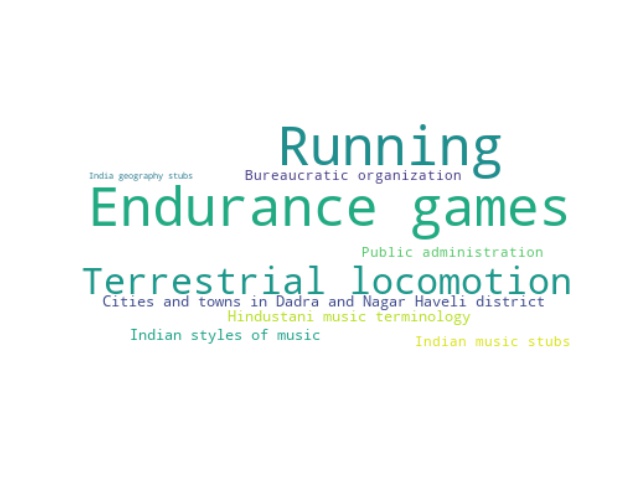 Running
India geography stubs
Bureaucratic organization
Endurance games
Public administration
Terrestrial locomotion
Cities and towns in Dadra and Nagar Haveli district
Hindustani music terminology
Indian styles of music
Indian music stubs